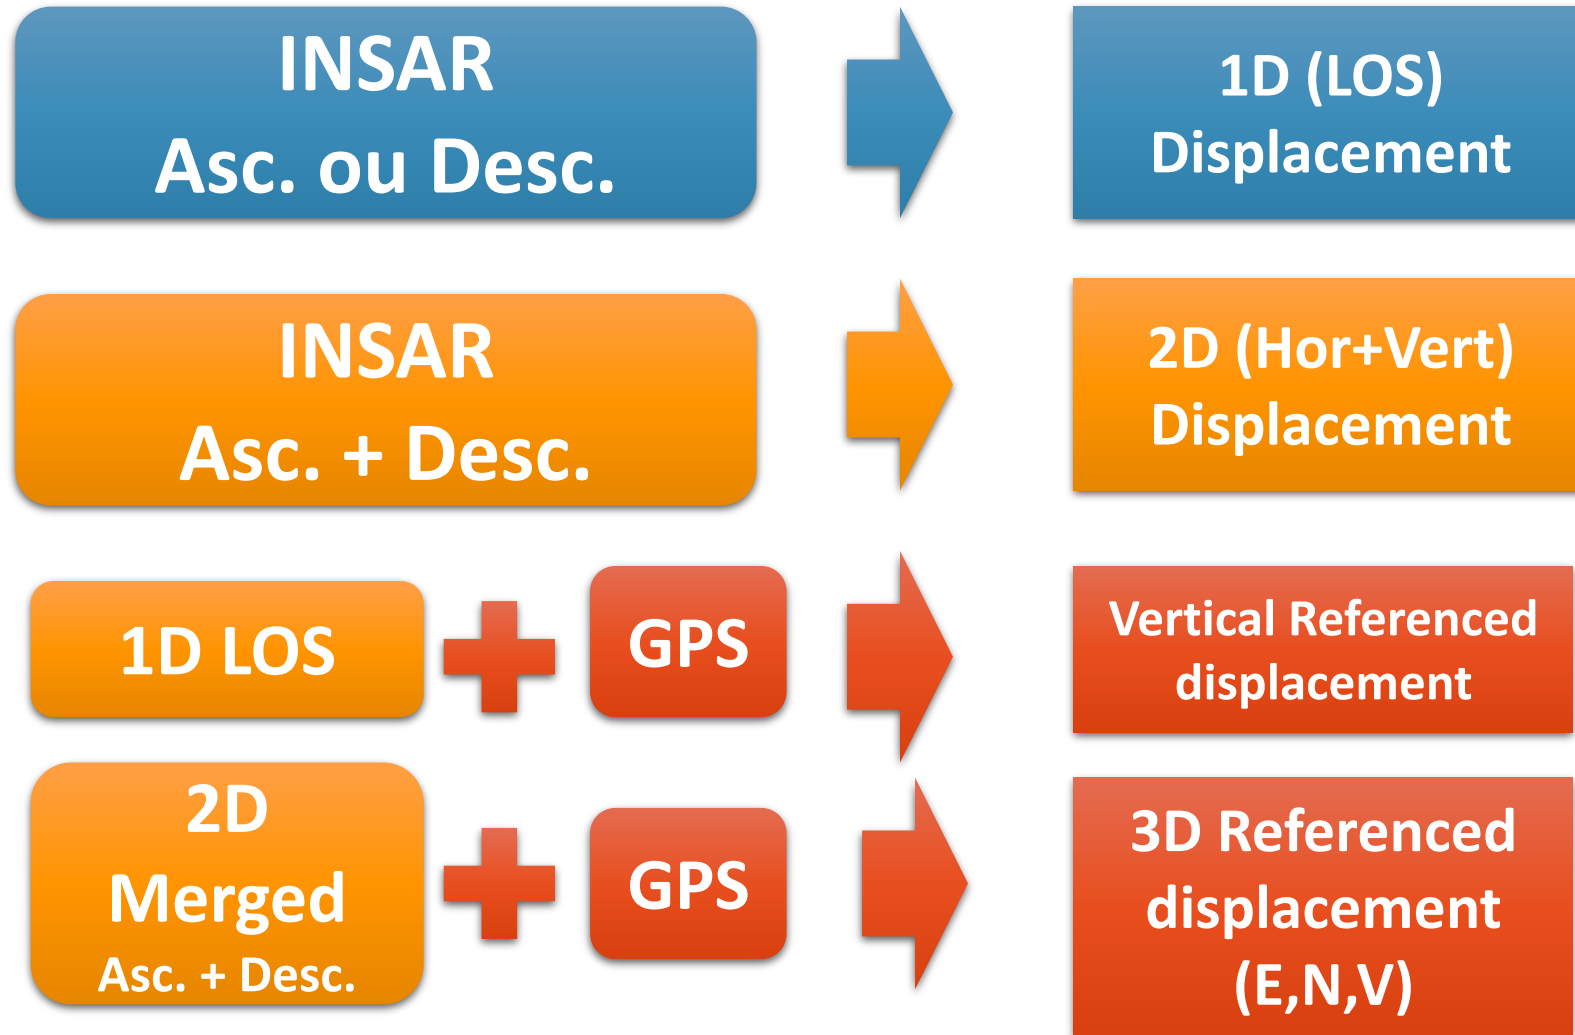 INSAR
Asc. ou Desc.
1D (LOS)
Displacement
INSAR
Asc. + Desc.
2D (Hor+Vert)
Displacement
1D LOS
GPS
Vertical Referenced
displacement
2D
Merged
Asc. + Desc.
GPS
3D Referenced
displacement
(E,N,V)